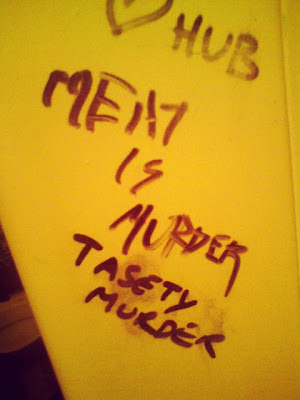 HUB
MEAT
IS
MURDER
TASETY
MURDER